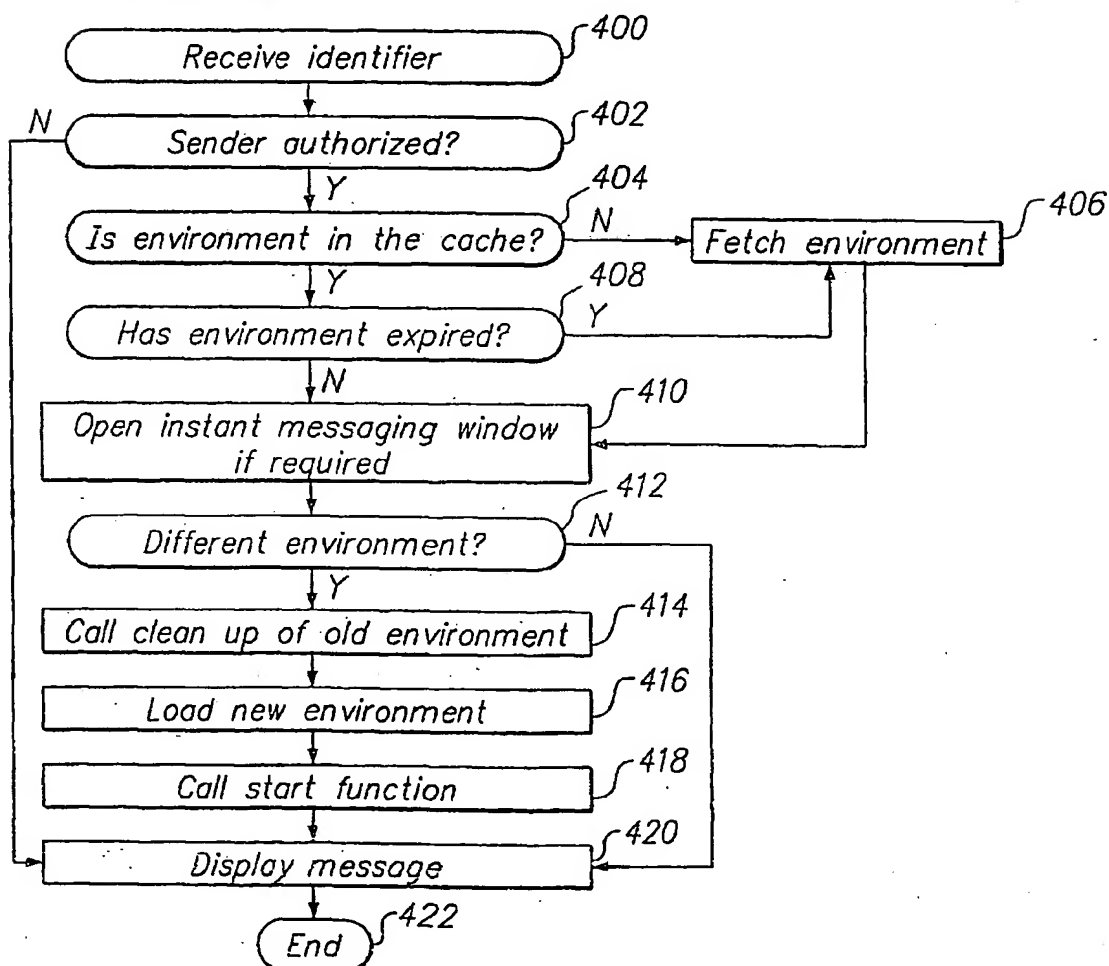 Receive identifier
400
Sender authorized?
402
N
Y
Is environment in the cache?
404
N
Fetch environment
406
Y
Has environment expired?
408
Y
N
Open instant messaging window
if required
410
Different environment?
412
N
Y
Call clean up of old environment
414
Load new environment
416
Call start function
418
Display message
420
End
422